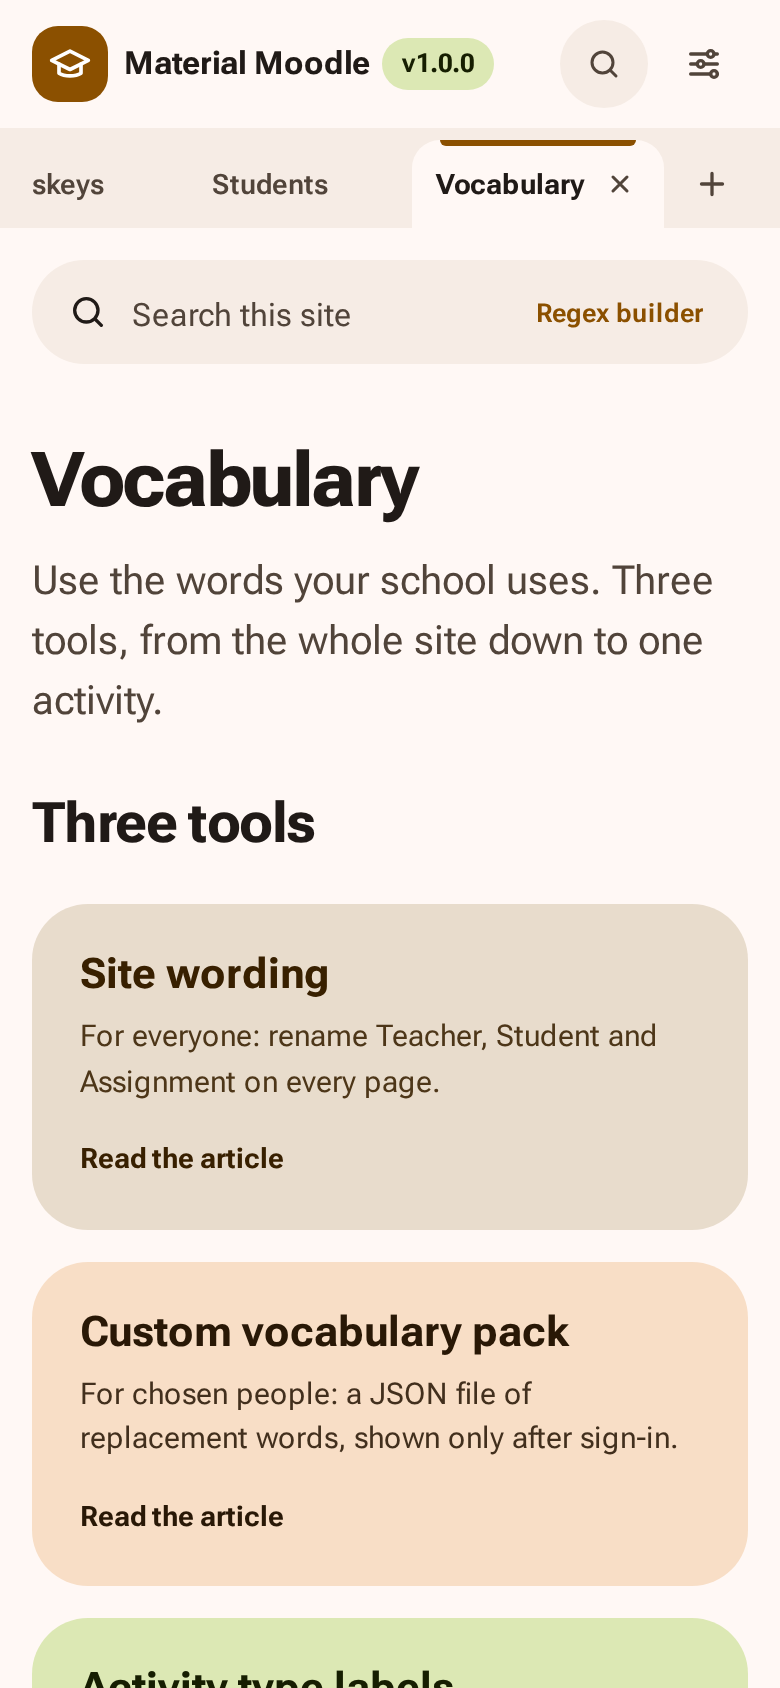 Material Moodle v1.0.0
skeys Students Vocabulary
Search this site Regex builder
Vocabulary
Use the words your school uses. Three
tools, from the whole site down to one
activity.
Three tools
Site wording
For everyone: rename Teacher, Student and
Assignment on every page.
Read the article
Custom vocabulary pack
For chosen people: a JSON file of
replacement words, shown only after sign-in.
Read the article
Activity type labels